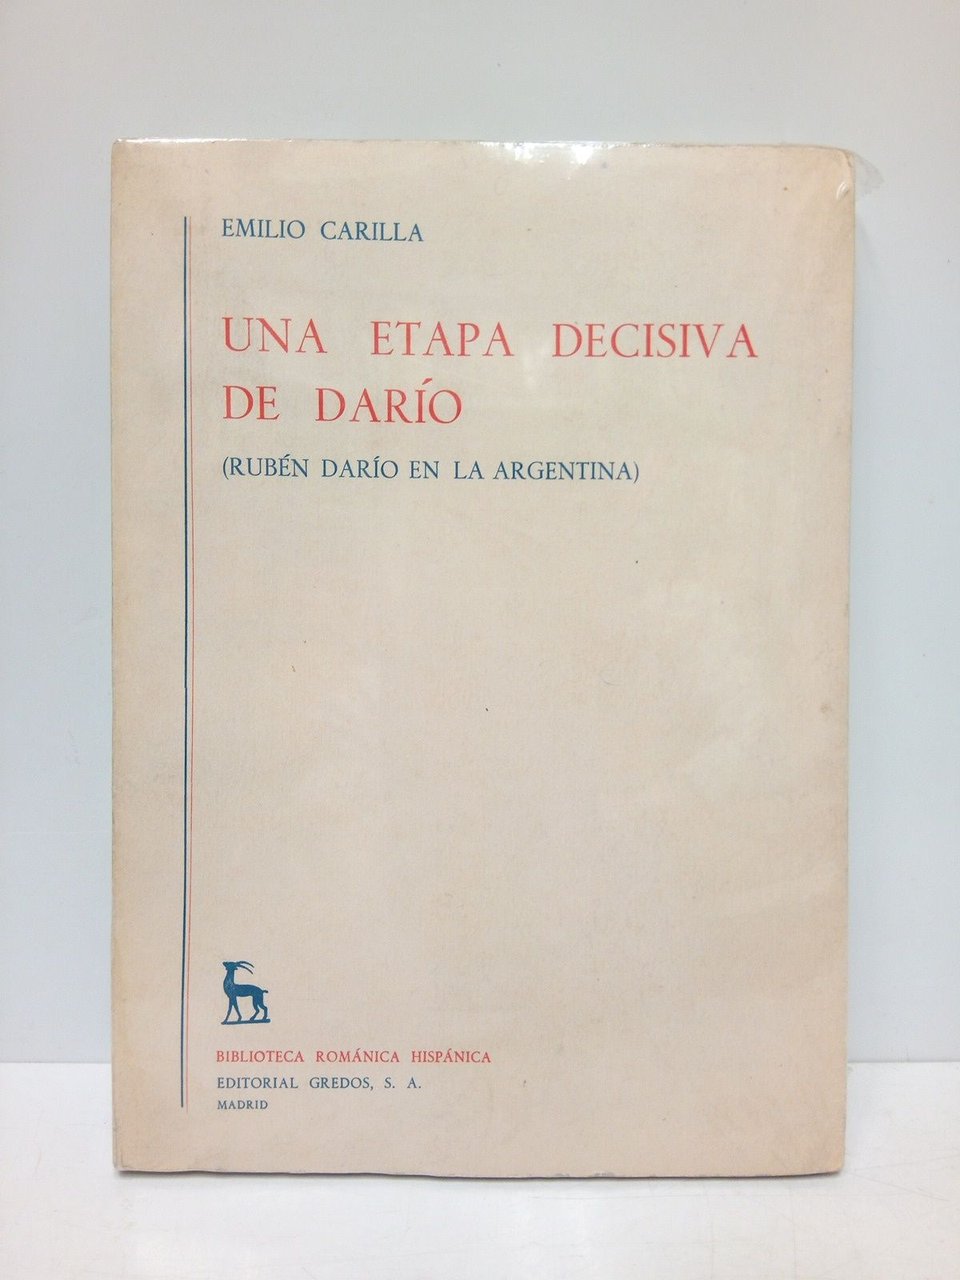 EMILIO CARILLA
UNA ETAPA DECISIVA
DE DARÍO
(RUBÉN DARÍO EN LA ARGENTINA)
BIBLIOTECA ROMÁNICA HISPÁNICA
EDITORIAL GREDOS, S. A.
MADRID